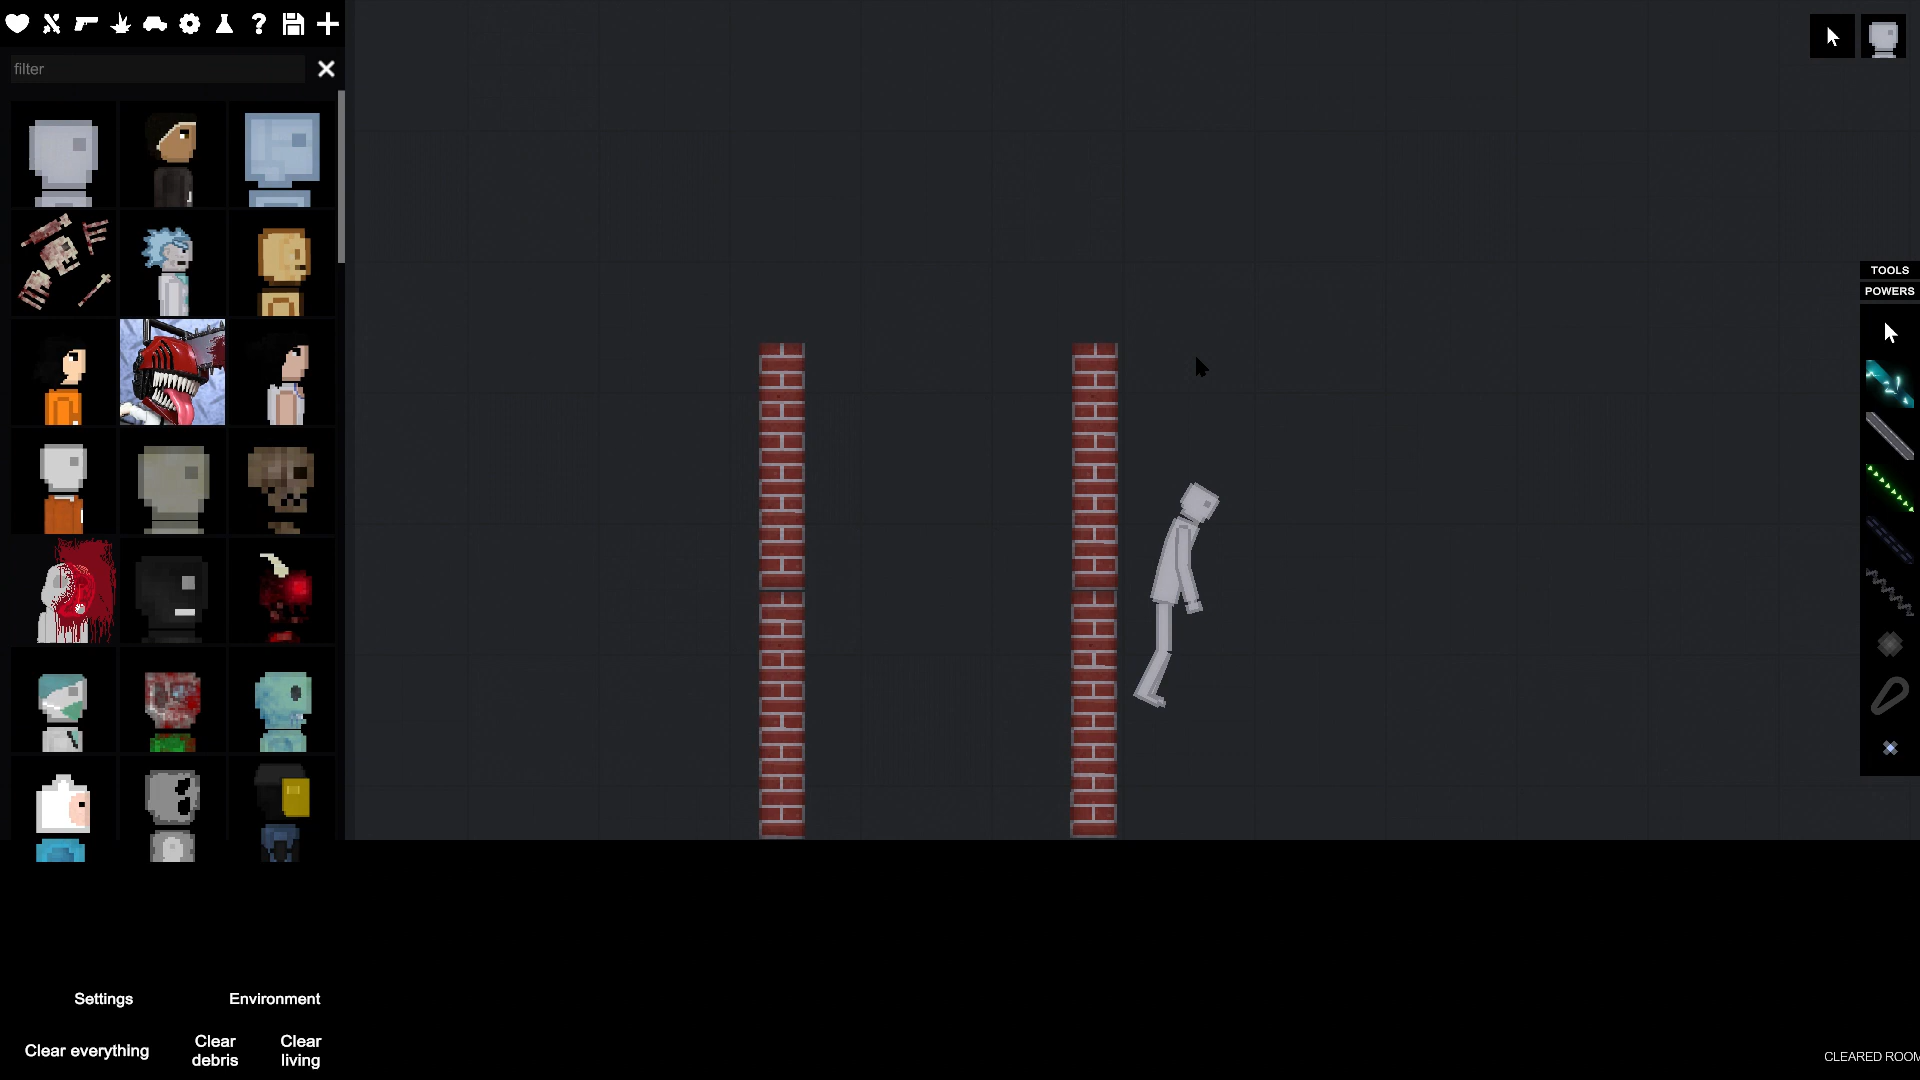 filter
TOOLS
POWERS
Settings
Environment
Clear everything
Clear
debris
Clear
living
CLEARED ROOM